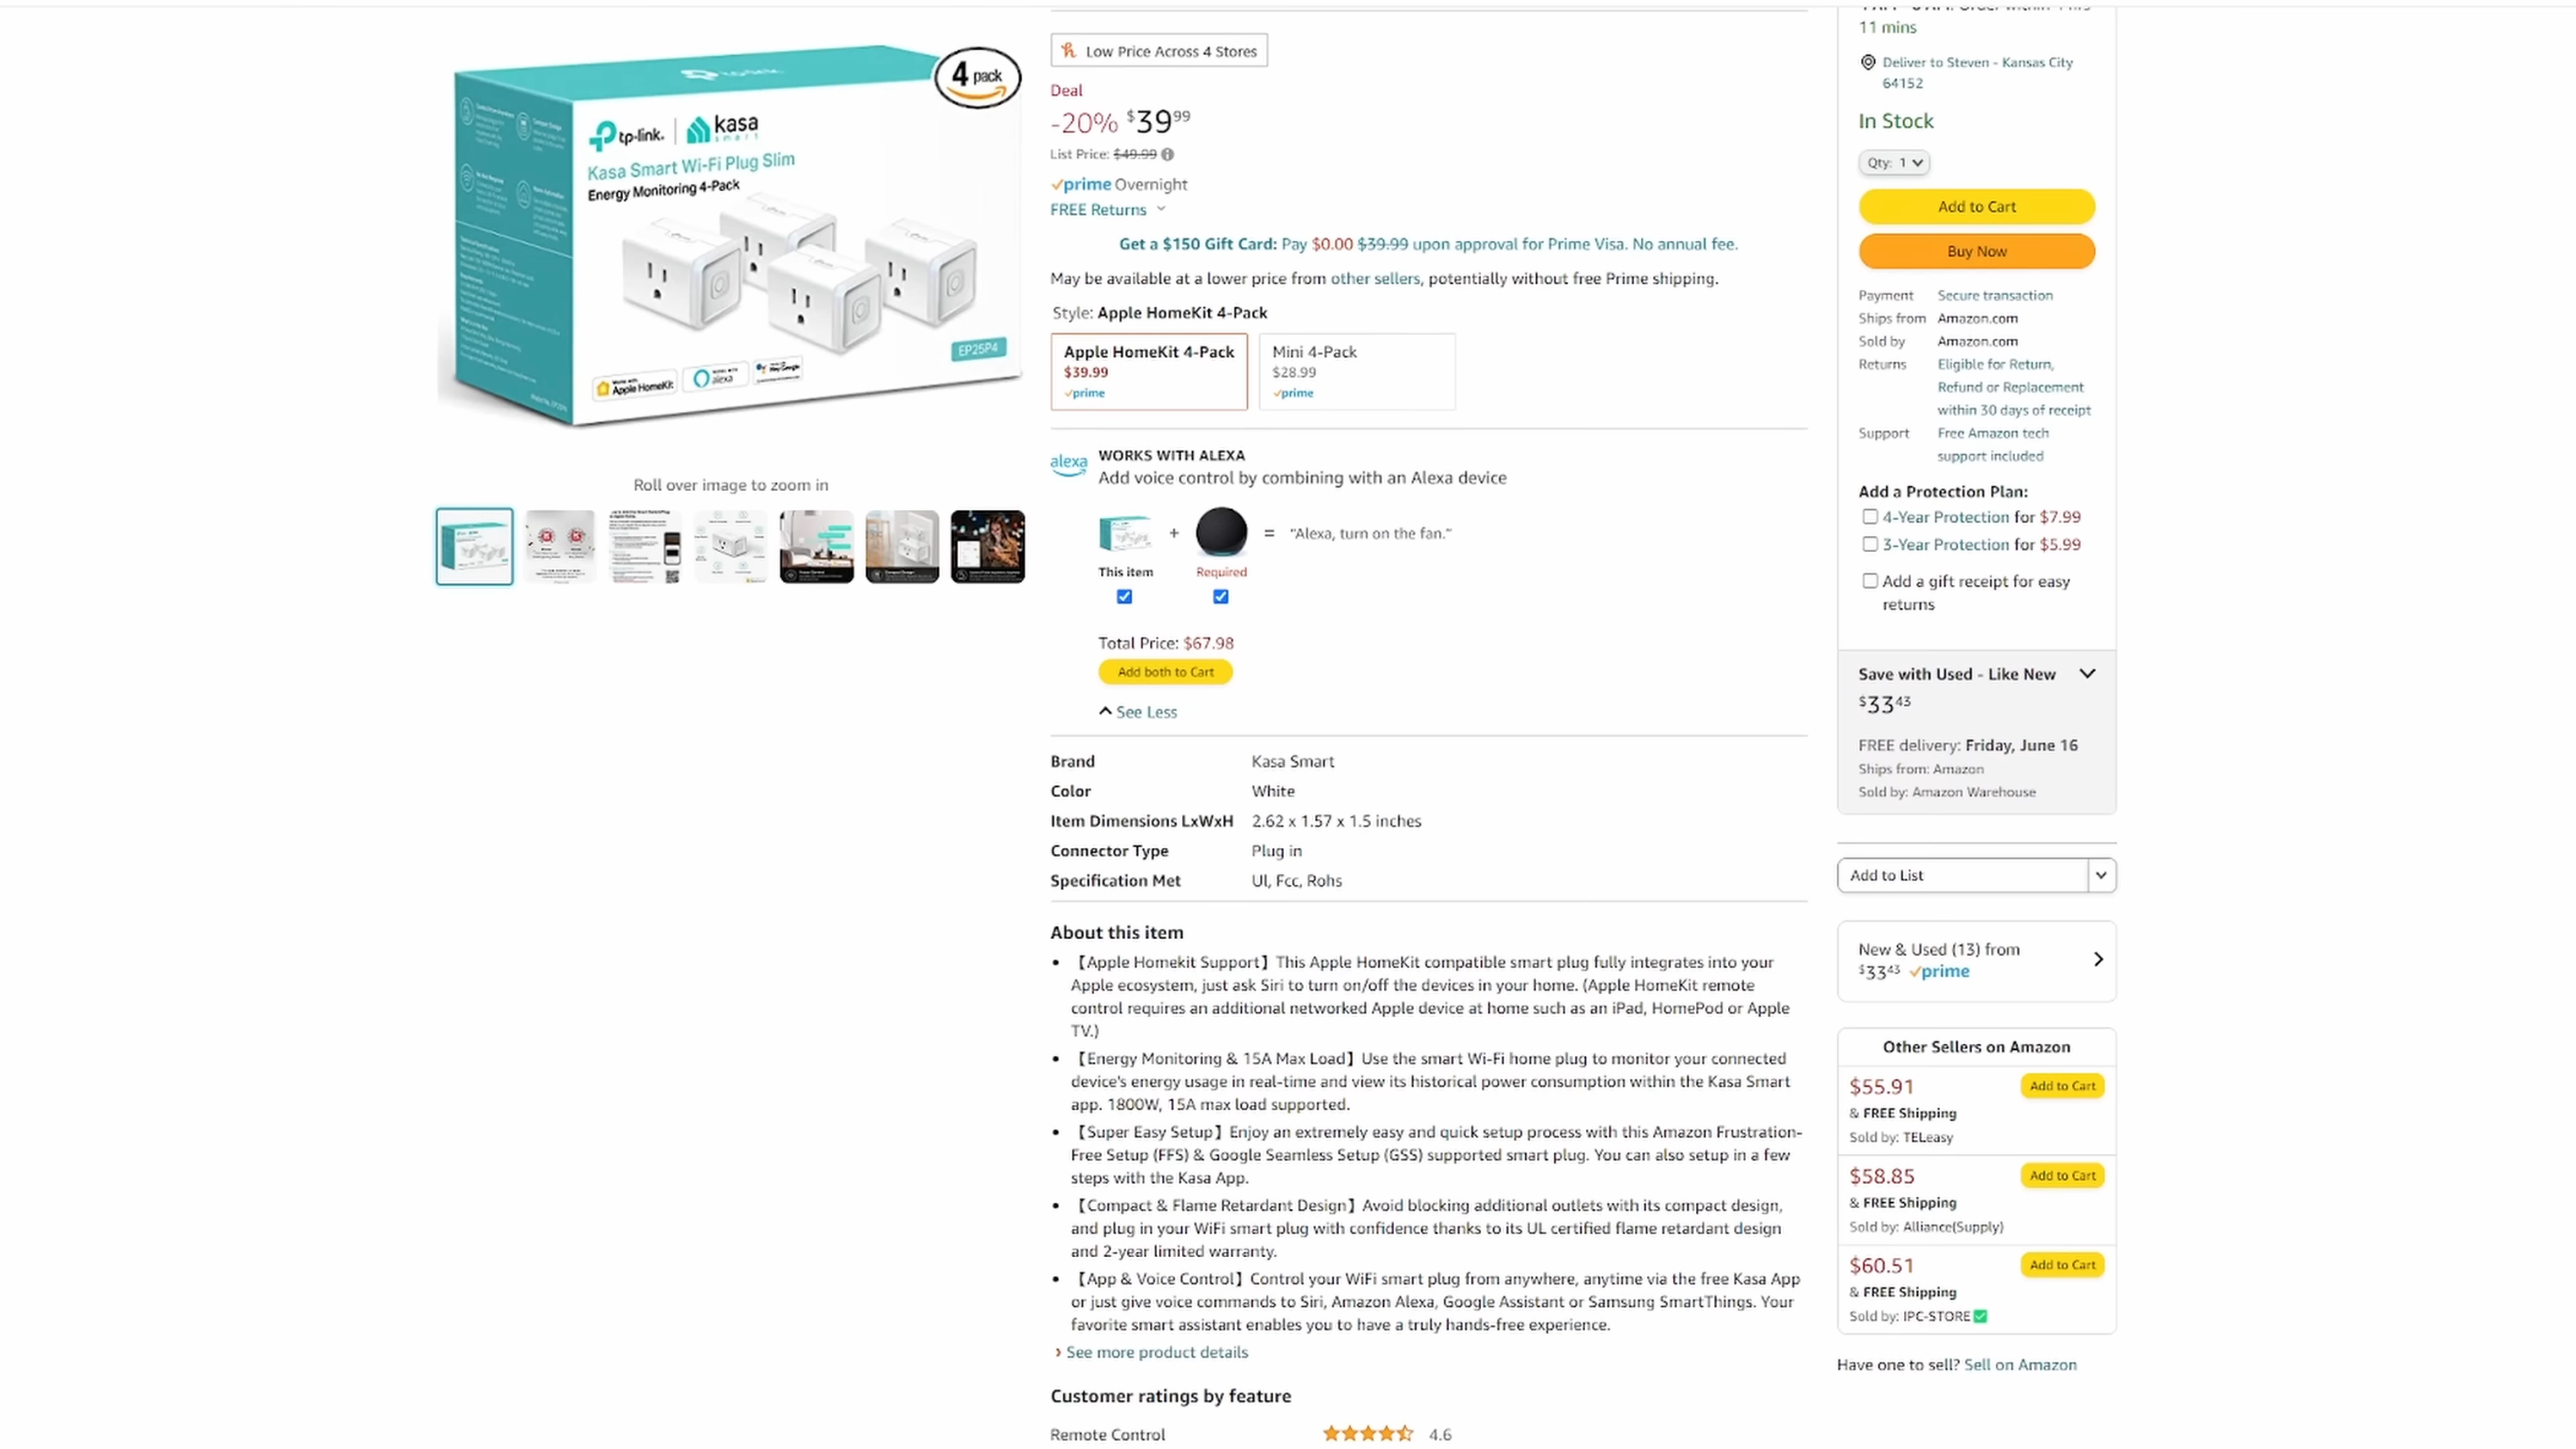 4 pack
tp-link | kasa smart
Kasa Smart Wi-Fi Plug Slim
Energy Monitoring 4-Pack
EP25P4
Apple HomeKit
alexa
Hey Google
Roll over image to zoom in
Low Price Across 4 Stores
Deal
-20% $39 99
List Price: $49.99
prime Overnight
FREE Returns
Get a $150 Gift Card: Pay $0.00 $39.99 upon approval for Prime Visa. No annual fee.
May be available at a lower price from other sellers, potentially without free Prime shipping.
Style: Apple HomeKit 4-Pack
Apple HomeKit 4-Pack
$39.99
prime
Mini 4-Pack
$28.99
prime
alexa
WORKS WITH ALEXA
Add voice control by combining with an Alexa device
+ = “Alexa, turn on the fan.”
This item Required
Total Price: $67.98
Add both to Cart
See Less
Brand Kasa Smart
Color White
Item Dimensions LxWxH 2.62 x 1.57 x 1.5 inches
Connector Type Plug in
Specification Met Ul, Fcc, Rohs
About this item
• 【Apple Homekit Support】This Apple HomeKit compatible smart plug fully integrates into your
Apple ecosystem, just ask Siri to turn on/off the devices in your home. (Apple HomeKit remote
control requires an additional networked Apple device at home such as an iPad, HomePod or Apple
TV.)
• 【Energy Monitoring & 15A Max Load】Use the smart Wi-Fi home plug to monitor your connected
device's energy usage in real-time and view its historical power consumption within the Kasa Smart
app. 1800W, 15A max load supported.
• 【Super Easy Setup】Enjoy an extremely easy and quick setup process with this Amazon Frustration-
Free Setup (FFS) & Google Seamless Setup (GSS) supported smart plug. You can also setup in a few
steps with the Kasa App.
• 【Compact & Flame Retardant Design】Avoid blocking additional outlets with its compact design,
and plug in your WiFi smart plug with confidence thanks to its UL certified flame retardant design
and 2-year limited warranty.
• 【App & Voice Control】Control your WiFi smart plug from anywhere, anytime via the free Kasa App
or just give voice commands to Siri, Amazon Alexa, Google Assistant or Samsung SmartThings. Your
favorite smart assistant enables you to have a truly hands-free experience.
› See more product details
Customer ratings by feature
Remote Control 4.6
11 mins
Deliver to Steven - Kansas City
64152
In Stock
Qty: 1
Add to Cart
Buy Now
Payment Secure transaction
Ships from Amazon.com
Sold by Amazon.com
Returns Eligible for Return,
Refund or Replacement
within 30 days of receipt
Support Free Amazon tech
support included
Add a Protection Plan:
4-Year Protection for $7.99
3-Year Protection for $5.99
Add a gift receipt for easy
returns
Save with Used - Like New
$33 43
FREE delivery: Friday, June 16
Ships from: Amazon
Sold by: Amazon Warehouse
Add to List
New & Used (13) from
$33 43 prime
Other Sellers on Amazon
$55.91 Add to Cart
& FREE Shipping
Sold by: TELeasy
$58.85 Add to Cart
& FREE Shipping
Sold by: Alliance(Supply)
$60.51 Add to Cart
& FREE Shipping
Sold by: IPC-STORE✅
Have one to sell? Sell on Amazon